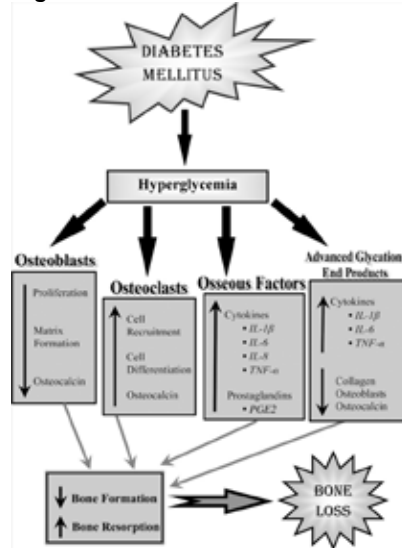 DIABETES
MELLITUS
Hyperglycemia
Osteoblasts
Proliferation
Matrix
Formation
Osteocalcin
Osteoclasts
Cell
Recruitment
Cell
Differentiation
Osteocalcin
Osseous Factors
Cytokines
• IL-1β
• IL-6
• IL-8
• TNF-α
Prostaglandins
• PGE2
Advanced Glycation
End Products
Cytokines
• IL-1β
• IL-6
• TNF-α
Collagen
Osteoblasts
Osteocalcin
Bone Formation
Bone Resorption
BONE
LOSS